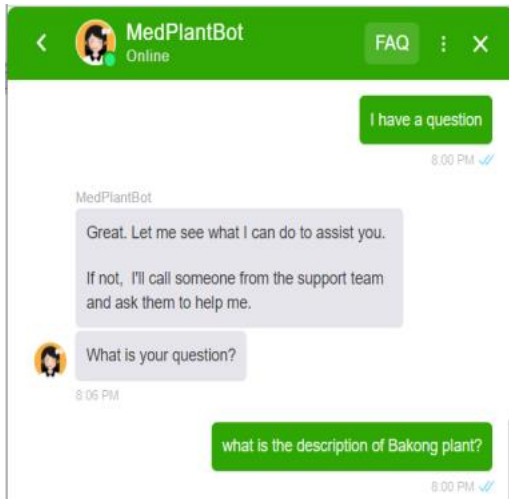 MedPlantBot
Online
FAQ
I have a question
8:00 PM
MedPlantBot
Great. Let me see what I can do to assist you.
If not, I'll call someone from the support team
and ask them to help me.
What is your question?
8:06 PM
what is the description of Bakong plant?
8:00 PM